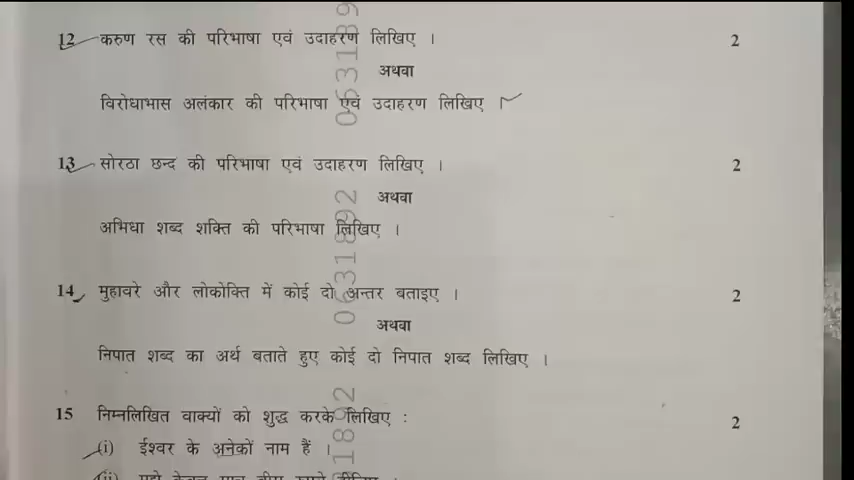 12 करुण रस की परिभाषा एवं उदाहरण लिखिए । 2
अथवा
विरोधाभास अलंकार की परिभाषा एवं उदाहरण लिखिए ।
13 सोरठा छन्द की परिभाषा एवं उदाहरण लिखिए । 2
अथवा
अभिधा शब्द शक्ति की परिभाषा लिखिए ।
14 मुहावरे और लोकोक्ति में कोई दो अन्तर बताइए । 2
अथवा
निपात शब्द का अर्थ बताते हुए कोई दो निपात शब्द लिखिए ।
15 निम्नलिखित वाक्यों को शुद्ध करके लिखिए : 2
(i) ईश्वर के अनेकों नाम हैं ।
(ii)
0631892